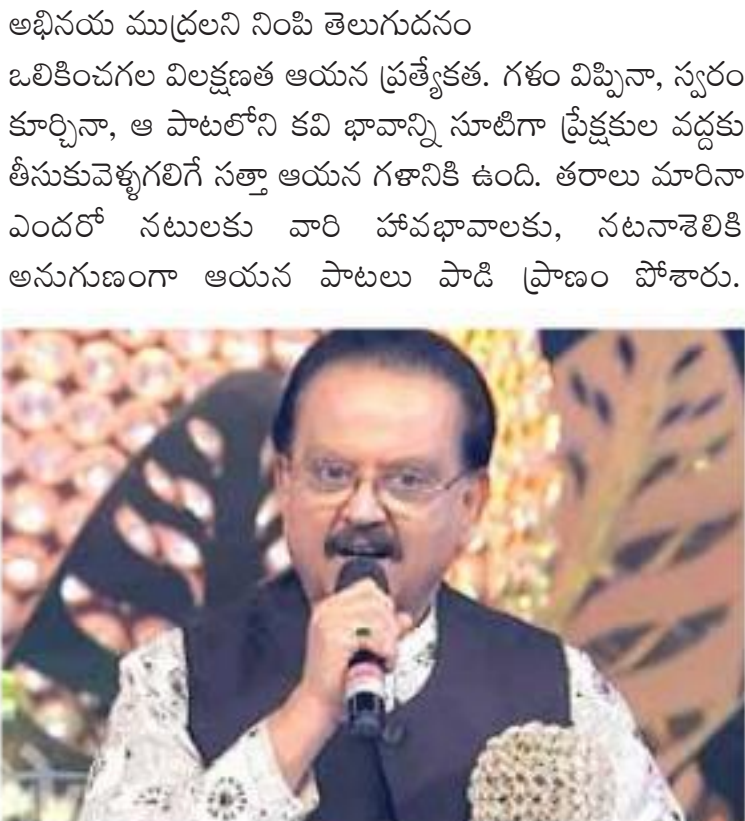 అభినయ ముద్రలని నింపి తెలుగుదనం
ఒలికించగల విలక్షణత ఆయన ప్రత్యేకత. గళం విప్పినా, స్వరం
కూర్చినా, ఆ పాటలోని కవి భావాన్ని సూటిగా ప్రేక్షకుల వద్దకు
తీసుకువెళ్ళగలిగే సత్తా ఆయన గళానికి ఉంది. తరాలు మారినా
ఎందరో నటులకు వారి హావభావాలకు, నటనాశెలికి
అనుగుణంగా ఆయన పాటలు పాడి ప్రాణం పోశారు.